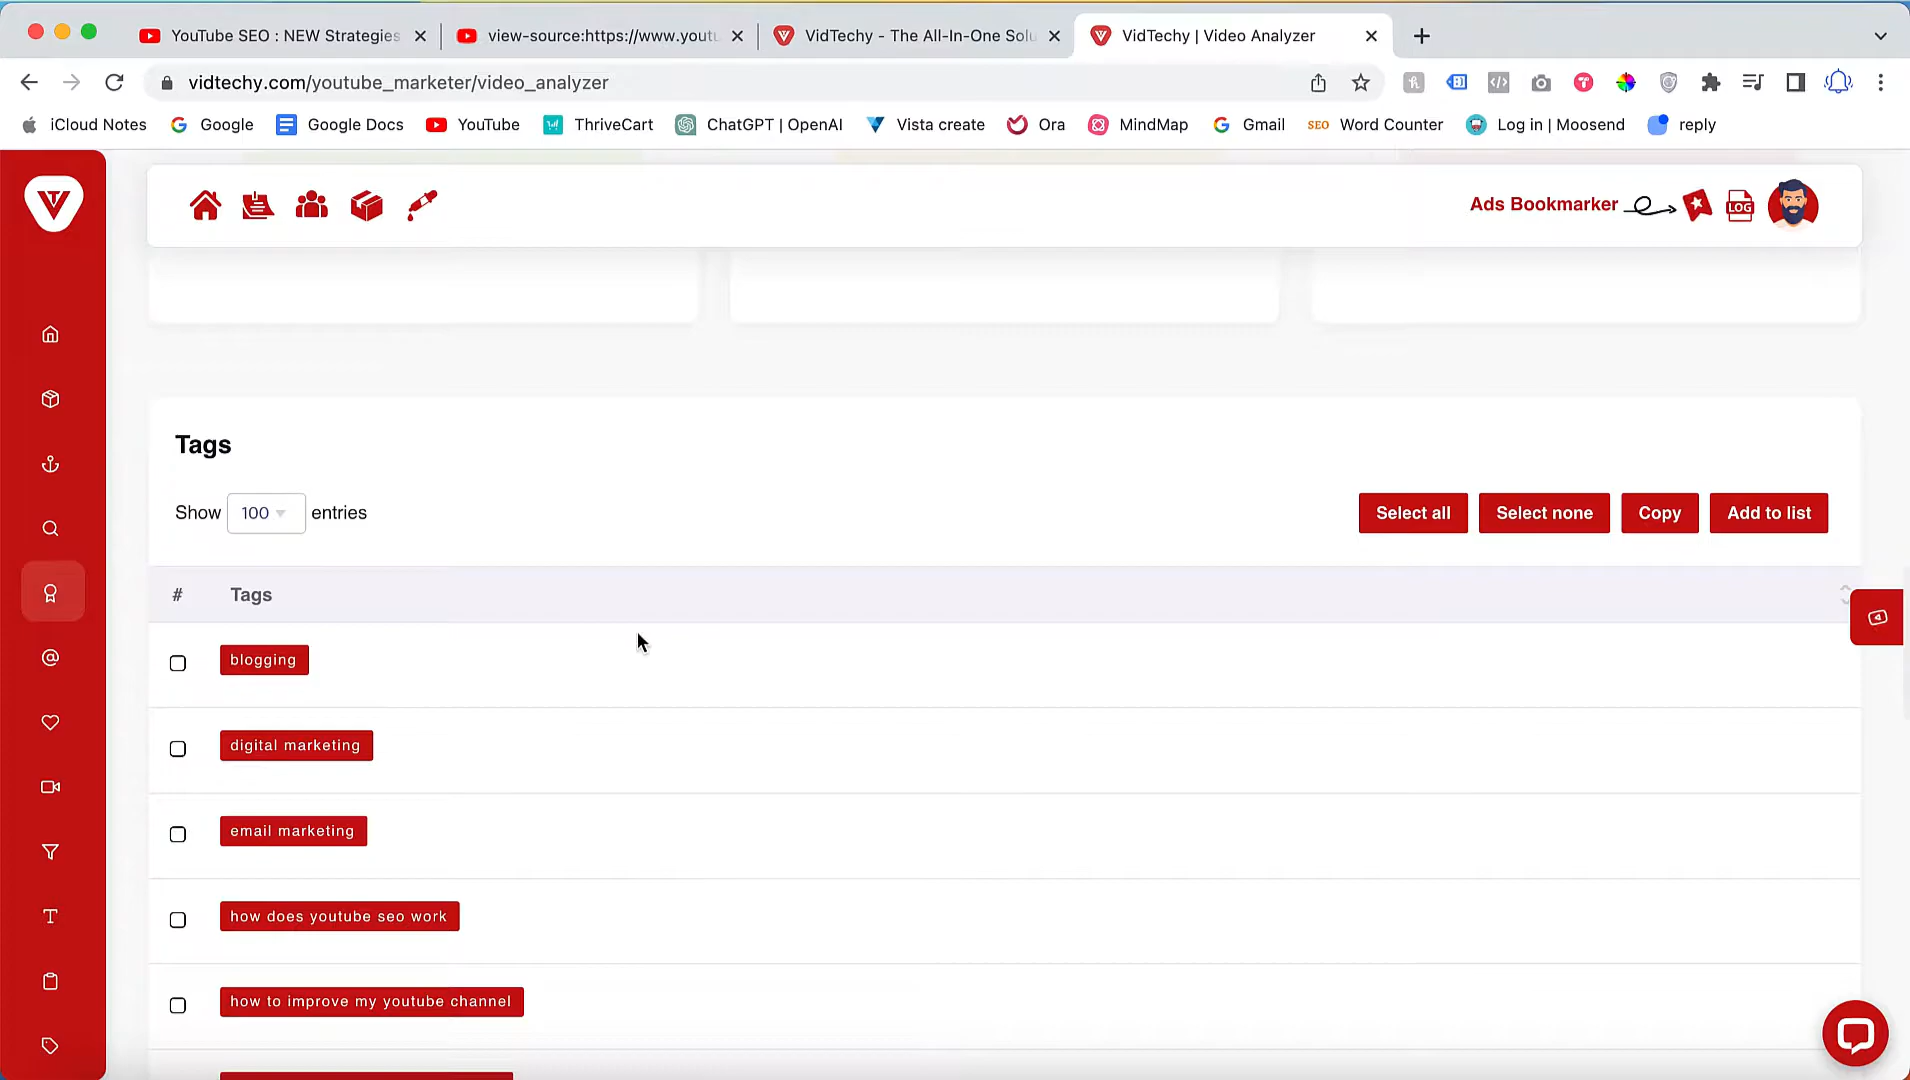 YouTube SEO : NEW Strategies
view-source:https://www.yout
VidTechy - The All-In-One Solu
VidTechy | Video Analyzer
vidtechy.com/youtube_marketer/video_analyzer
iCloud Notes
Google
Google Docs
YouTube
ThriveCart
ChatGPT | OpenAI
Vista create
Ora
MindMap
Gmail
SEO
Word Counter
Log in | Moosend
reply
Ads Bookmarker
LOG
Tags
Show 100 entries
Select all
Select none
Copy
Add to list
# Tags
blogging
digital marketing
email marketing
how does youtube seo work
how to improve my youtube channel